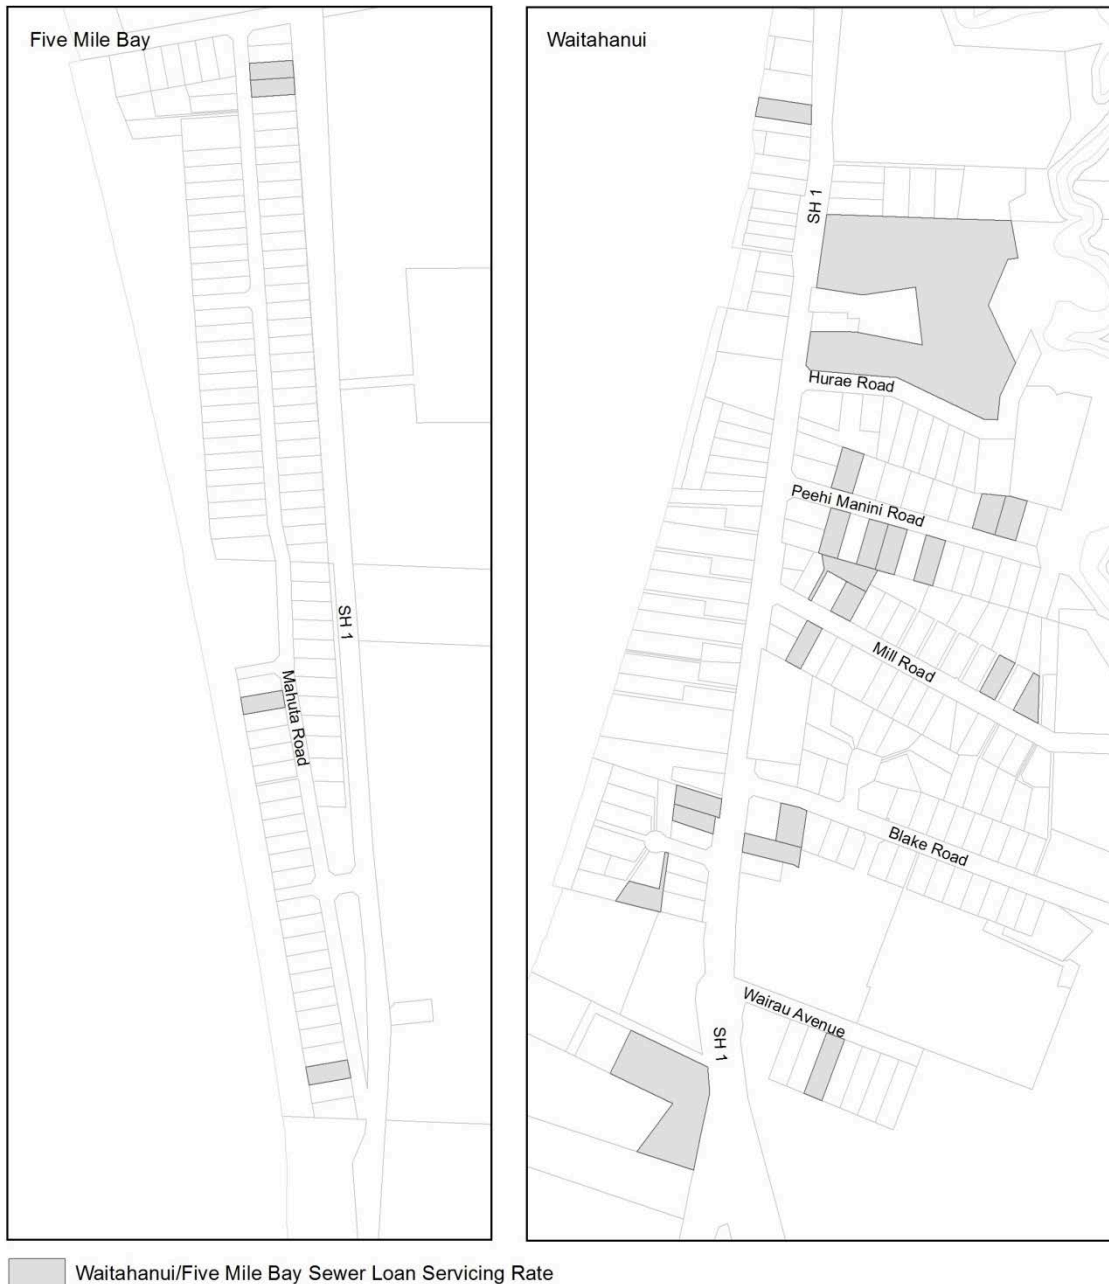 Five Mile Bay
SH 1
Mahuta Road
Waitahanui
SH 1
Hurae Road
Peehi Manini Road
Mill Road
Blake Road
Wairau Avenue
SH 1
Waitahanui/Five Mile Bay Sewer Loan Servicing Rate